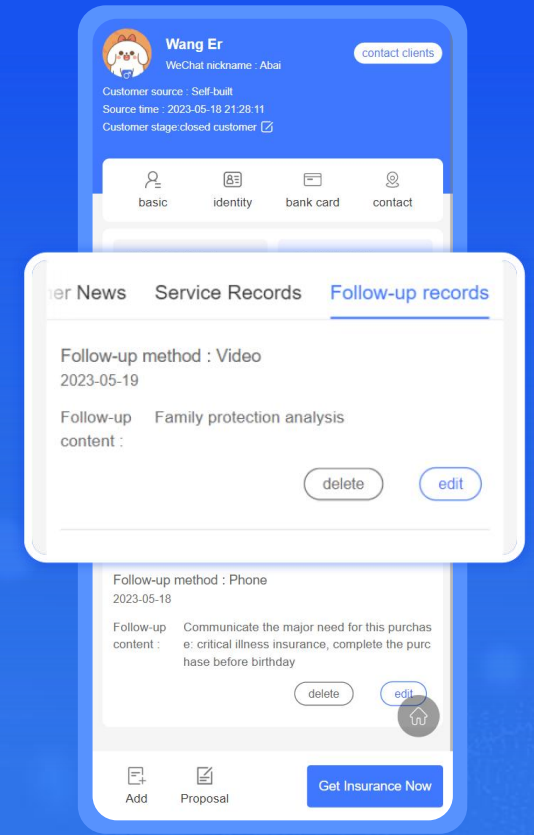 Wang Er
WeChat nickname : Abai
contact clients
Customer source : Self-built
Source time : 2023-05-18 21:28:11
Customer stage:closed customer
basic
identity
bank card
contact
er News
Service Records
Follow-up records
Follow-up method : Video
2023-05-19
Follow-up Family protection analysis
content :
delete
edit
Follow-up method : Phone
2023-05-18
Follow-up Communicate the major need for this purchas
content : e: critical illness insurance, complete the purc
hase before birthday
delete
edit
Add
Proposal
Get Insurance Now